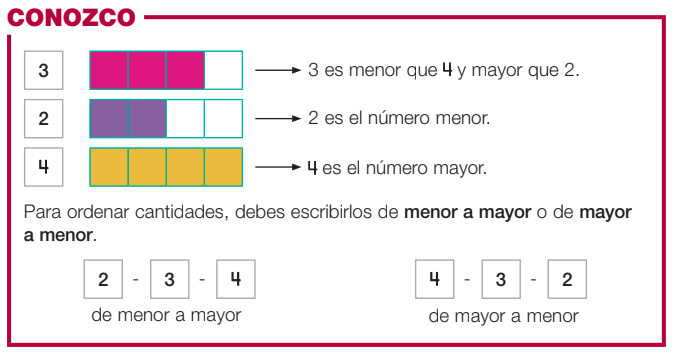 CONOZCO
3 3 es menor que 4 y mayor que 2.
2 2 es el número menor.
4 4 es el número mayor.
Para ordenar cantidades, debes escribirlos de menor a mayor o de mayor
a menor.
2 - 3 - 4 4 - 3 - 2
de menor a mayor de mayor a menor